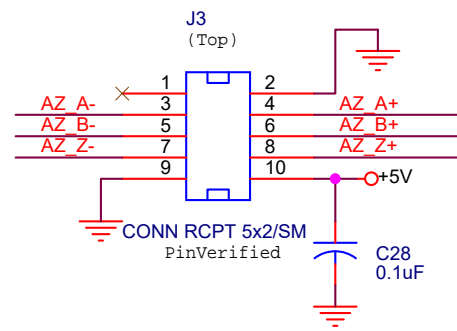 J3
(Top)
1 2
AZ_A- 3 4 AZ_A+
AZ_B- 5 6 AZ_B+
AZ_Z- 7 8 AZ_Z+
9 10 +5V
CONN RCPT 5x2/SM
PinVerified
C28
0.1uF